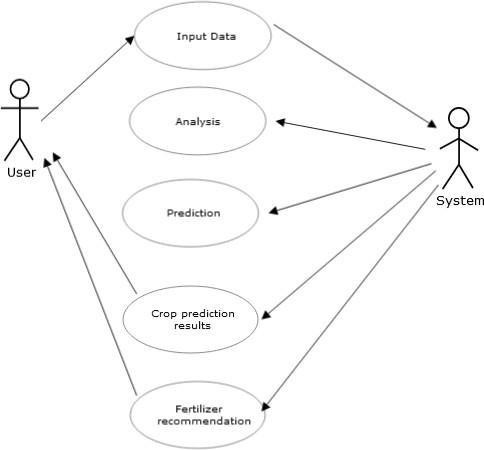 Input Data
Analysis
User
System
Prediction
Crop prediction
results
Fertilizer
recommendation